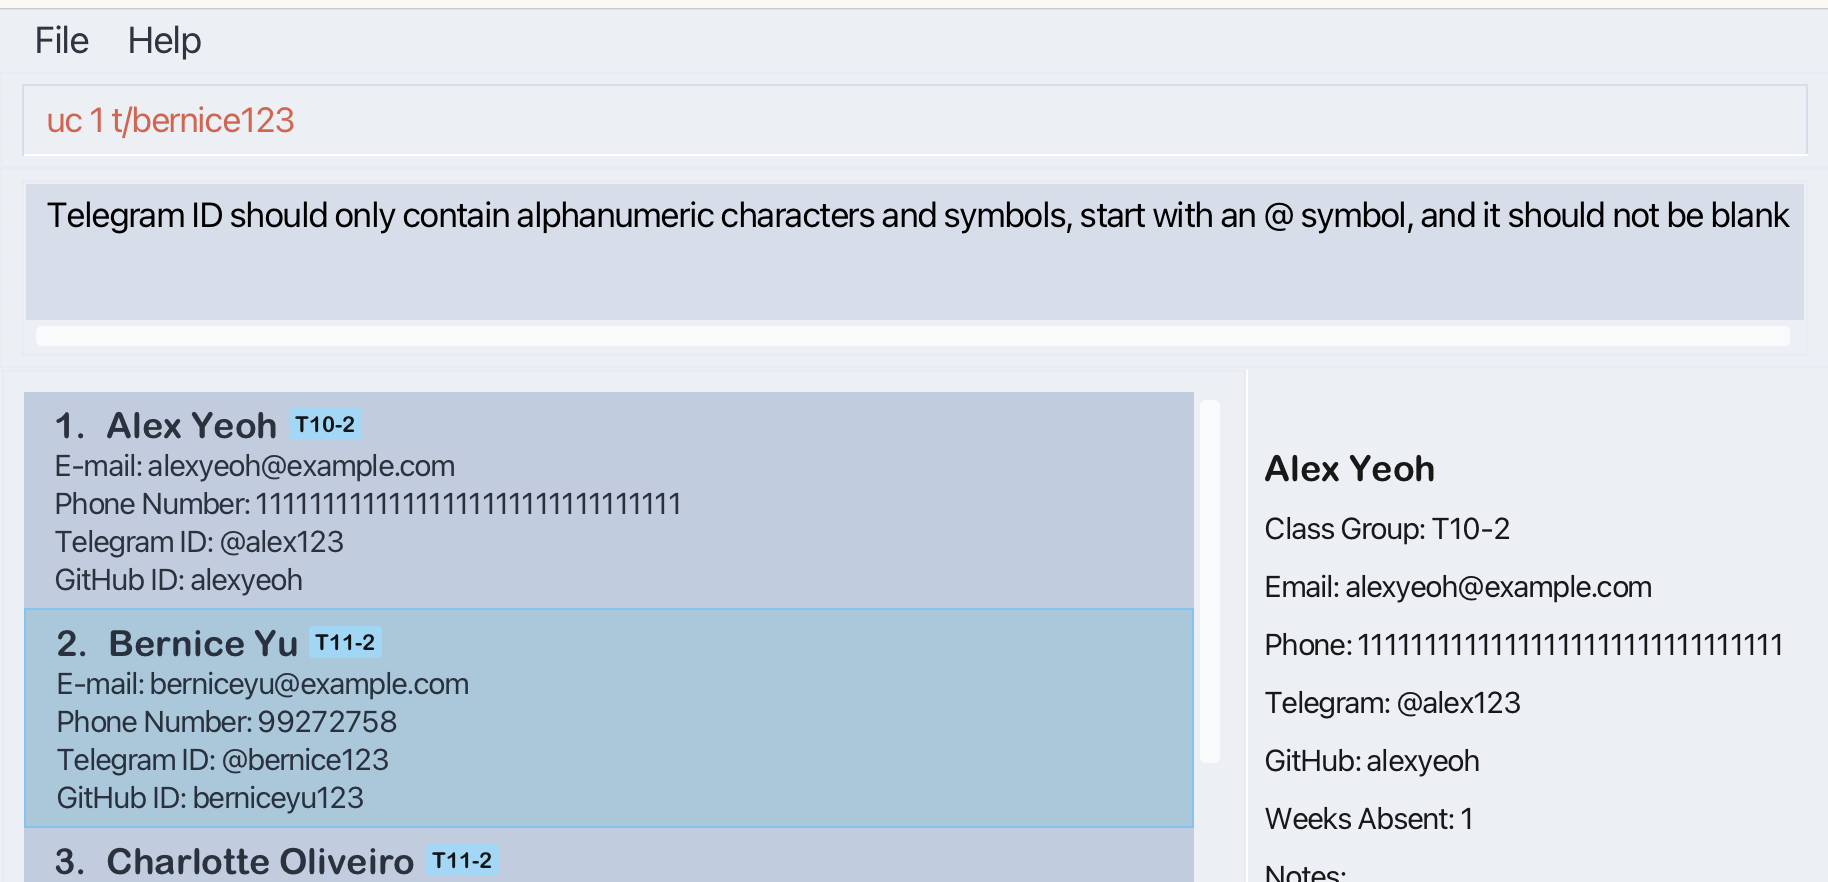 File Help
uc 1 t/bernice123
Telegram ID should only contain alphanumeric characters and symbols, start with an @ symbol, and it should not be blank
1. Alex Yeoh T10-2
E-mail: alexyeoh@example.com
Phone Number: 11111111111111111111111111111111
Telegram ID: @alex123
GitHub ID: alexyeoh
2. Bernice Yu T11-2
E-mail: berniceyu@example.com
Phone Number: 99272758
Telegram ID: @bernice123
GitHub ID: berniceyu123
3. Charlotte Oliveiro T11-2
Alex Yeoh
Class Group: T10-2
Email: alexyeoh@example.com
Phone: 11111111111111111111111111111111
Telegram: @alex123
GitHub: alexyeoh
Weeks Absent: 1
Notes: